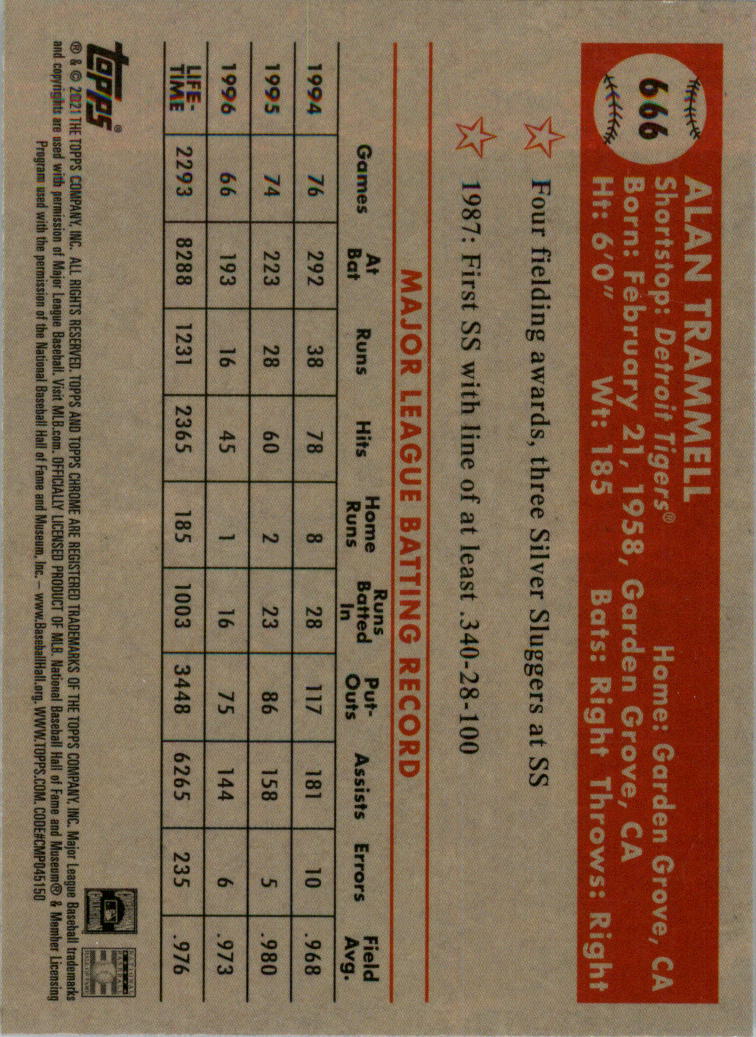 666
ALAN TRAMMELL
Shortstop: Detroit Tigers® Home: Garden Grove, CA
Born: February 21, 1958, Garden Grove, CA
Ht: 6'0" Wt: 185 Bats: Right Throws: Right
Four fielding awards, three Silver Sluggers at SS
1987: First SS with line of at least .340-28-100
MAJOR LEAGUE BATTING RECORD
Games At Bat Runs Hits Home Runs Runs Batted In Put-Outs Assists Errors Field Avg.
1994 76 292 38 78 8 28 117 181 10 .968
1995 74 223 28 60 2 23 86 158 5 .980
1996 66 193 16 45 1 16 75 144 6 .973
LIFE-TIME 2293 8288 1231 2365 185 1003 3448 6265 235 .976
topps®
® & © 2021 THE TOPPS COMPANY, INC. ALL RIGHTS RESERVED. TOPPS AND TOPPS CHROME ARE REGISTERED TRADEMARKS OF THE TOPPS COMPANY, INC. Major League Baseball trademarks
and copyrights are used with permission of Major League Baseball. Visit MLB.com. OFFICIALLY LICENSED PRODUCT OF MLB. National Baseball Hall of Fame and Museum® & Member Licensing
Program used with the permission of the National Baseball Hall of Fame and Museum, Inc. – www.BaseballHall.org. WWW.TOPPS.COM. CODE#CMP045150